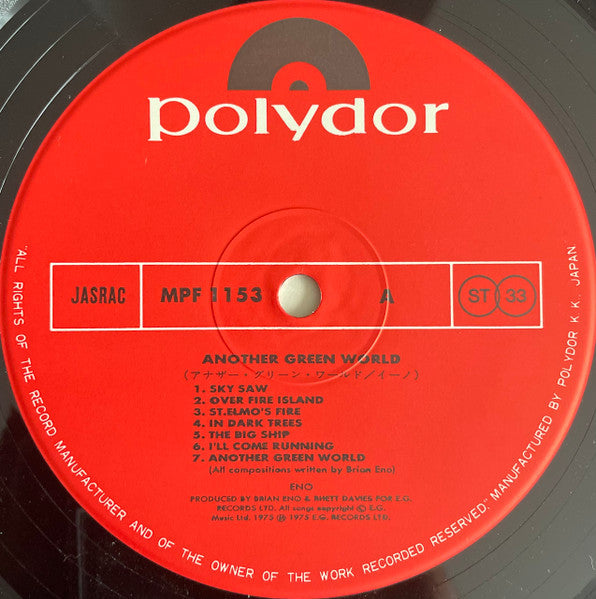 polydor
JASRAC MPF 1153 A ST 33
ANOTHER GREEN WORLD
(アナザー・グリーン・ワールド/イーノ)
1. SKY SAW
2. OVER FIRE ISLAND
3. ST.ELMO'S FIRE
4. IN DARK TREES
5. THE BIG SHIP
6. I'LL COME RUNNING
7. ANOTHER GREEN WORLD
(All compositions written by Brian Eno)
ENO
PRODUCED BY BRIAN ENO & RHETT DAVIES FOR E.G.
RECORDS LTD. All songs copyright © E.G.
Music Ltd. 1975 ℗ 1975 E.G. RECORDS LTD.
"ALL RIGHTS OF THE RECORD MANUFACTURER AND OF THE OWNER OF THE WORK RECORDED RESERVED." MANUFACTURED BY POLYDOR K. K. JAPAN